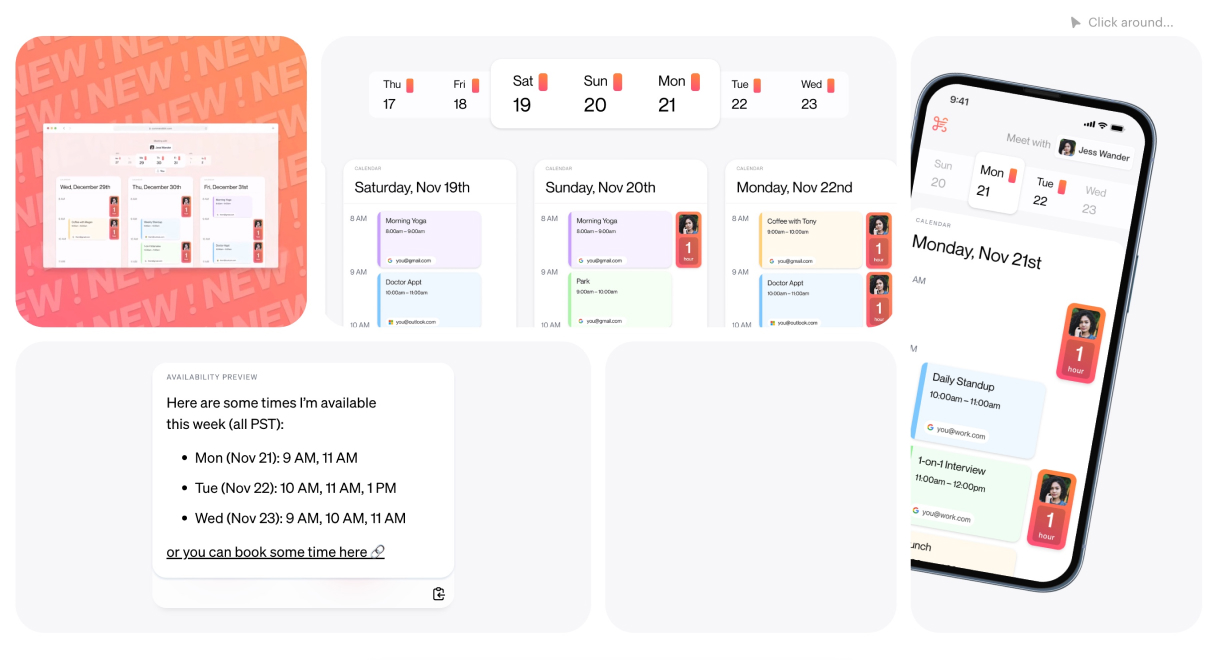 Click around...
NEW! NEW! NEW!
Wed, December 29th
Thu, December 30th
Fri, December 31st
Thu
17
Fri
18
Sat
19
Sun
20
Mon
21
Tue
22
Wed
23
CALENDAR
Saturday, Nov 19th
8 AM
Morning Yoga
8:00am – 9:00am
you@gmail.com
9 AM
Doctor Appt
10:00am – 11:00am
you@outlook.com
10 AM
CALENDAR
Sunday, Nov 20th
8 AM
Morning Yoga
8:00am – 9:00am
you@gmail.com
1
hour
9 AM
Park
9:00am – 10:00am
you@gmail.com
10 AM
CALENDAR
Monday, Nov 22nd
8 AM
Coffee with Tony
9:00am – 10:00am
you@gmail.com
1
hour
9 AM
Doctor Appt
10:00am – 11:00am
you@outlook.com
1
10 AM
9:41
Meet with Jess Wander
Sun
20
Mon
21
Tue
22
Wed
23
CALENDAR
Monday, Nov 21st
AM
1
hour
Daily Standup
10:00am – 11:00am
you@work.com
1-on-1 Interview
11:00am – 12:00pm
you@work.com
1
hour
unch
AVAILABILITY PREVIEW
Here are some times I'm available
this week (all PST):
• Mon (Nov 21): 9 AM, 11 AM
• Tue (Nov 22): 10 AM, 11 AM, 1 PM
• Wed (Nov 23): 9 AM, 10 AM, 11 AM
or you can book some time here 🔗